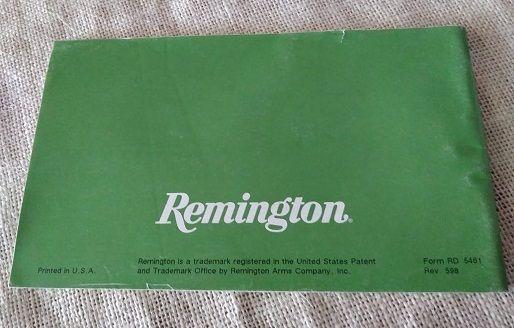 Remington®
Remington is a trademark registered in the United States Patent
and Trademark Office by Remington Arms Company, Inc.
Printed in U.S.A.
Form RD 5461
Rev 598